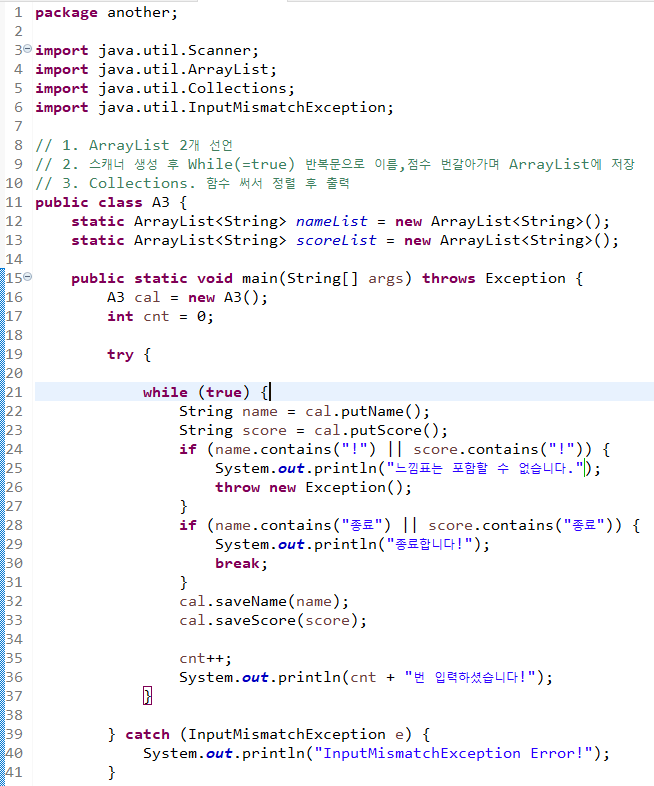 1 package another;
2
3 import java.util.Scanner;
4 import java.util.ArrayList;
5 import java.util.Collections;
6 import java.util.InputMismatchException;
7
8 // 1. ArrayList 2개 선언
9 // 2. 스캐너 생성 후 While(=true) 반복문으로 이름,점수 번갈아가며 ArrayList에 저장
10 // 3. Collections. 함수 써서 정렬 후 출력
11 public class A3 {
12     static ArrayList<String> nameList = new ArrayList<String>();
13     static ArrayList<String> scoreList = new ArrayList<String>();
14
15     public static void main(String[] args) throws Exception {
16         A3 cal = new A3();
17         int cnt = 0;
18
19         try {
20
21             while (true) {
22                 String name = cal.putName();
23                 String score = cal.putScore();
24                 if (name.contains("!") || score.contains("!")) {
25                     System.out.println("느낌표는 포함할 수 없습니다.");
26                     throw new Exception();
27                 }
28                 if (name.contains("종료") || score.contains("종료")) {
29                     System.out.println("종료합니다!");
30                     break;
31                 }
32                 cal.saveName(name);
33                 cal.saveScore(score);
34
35                 cnt++;
36                 System.out.println(cnt + "번 입력하셨습니다!");
37             }
38
39         } catch (InputMismatchException e) {
40             System.out.println("InputMismatchException Error!");
41         }